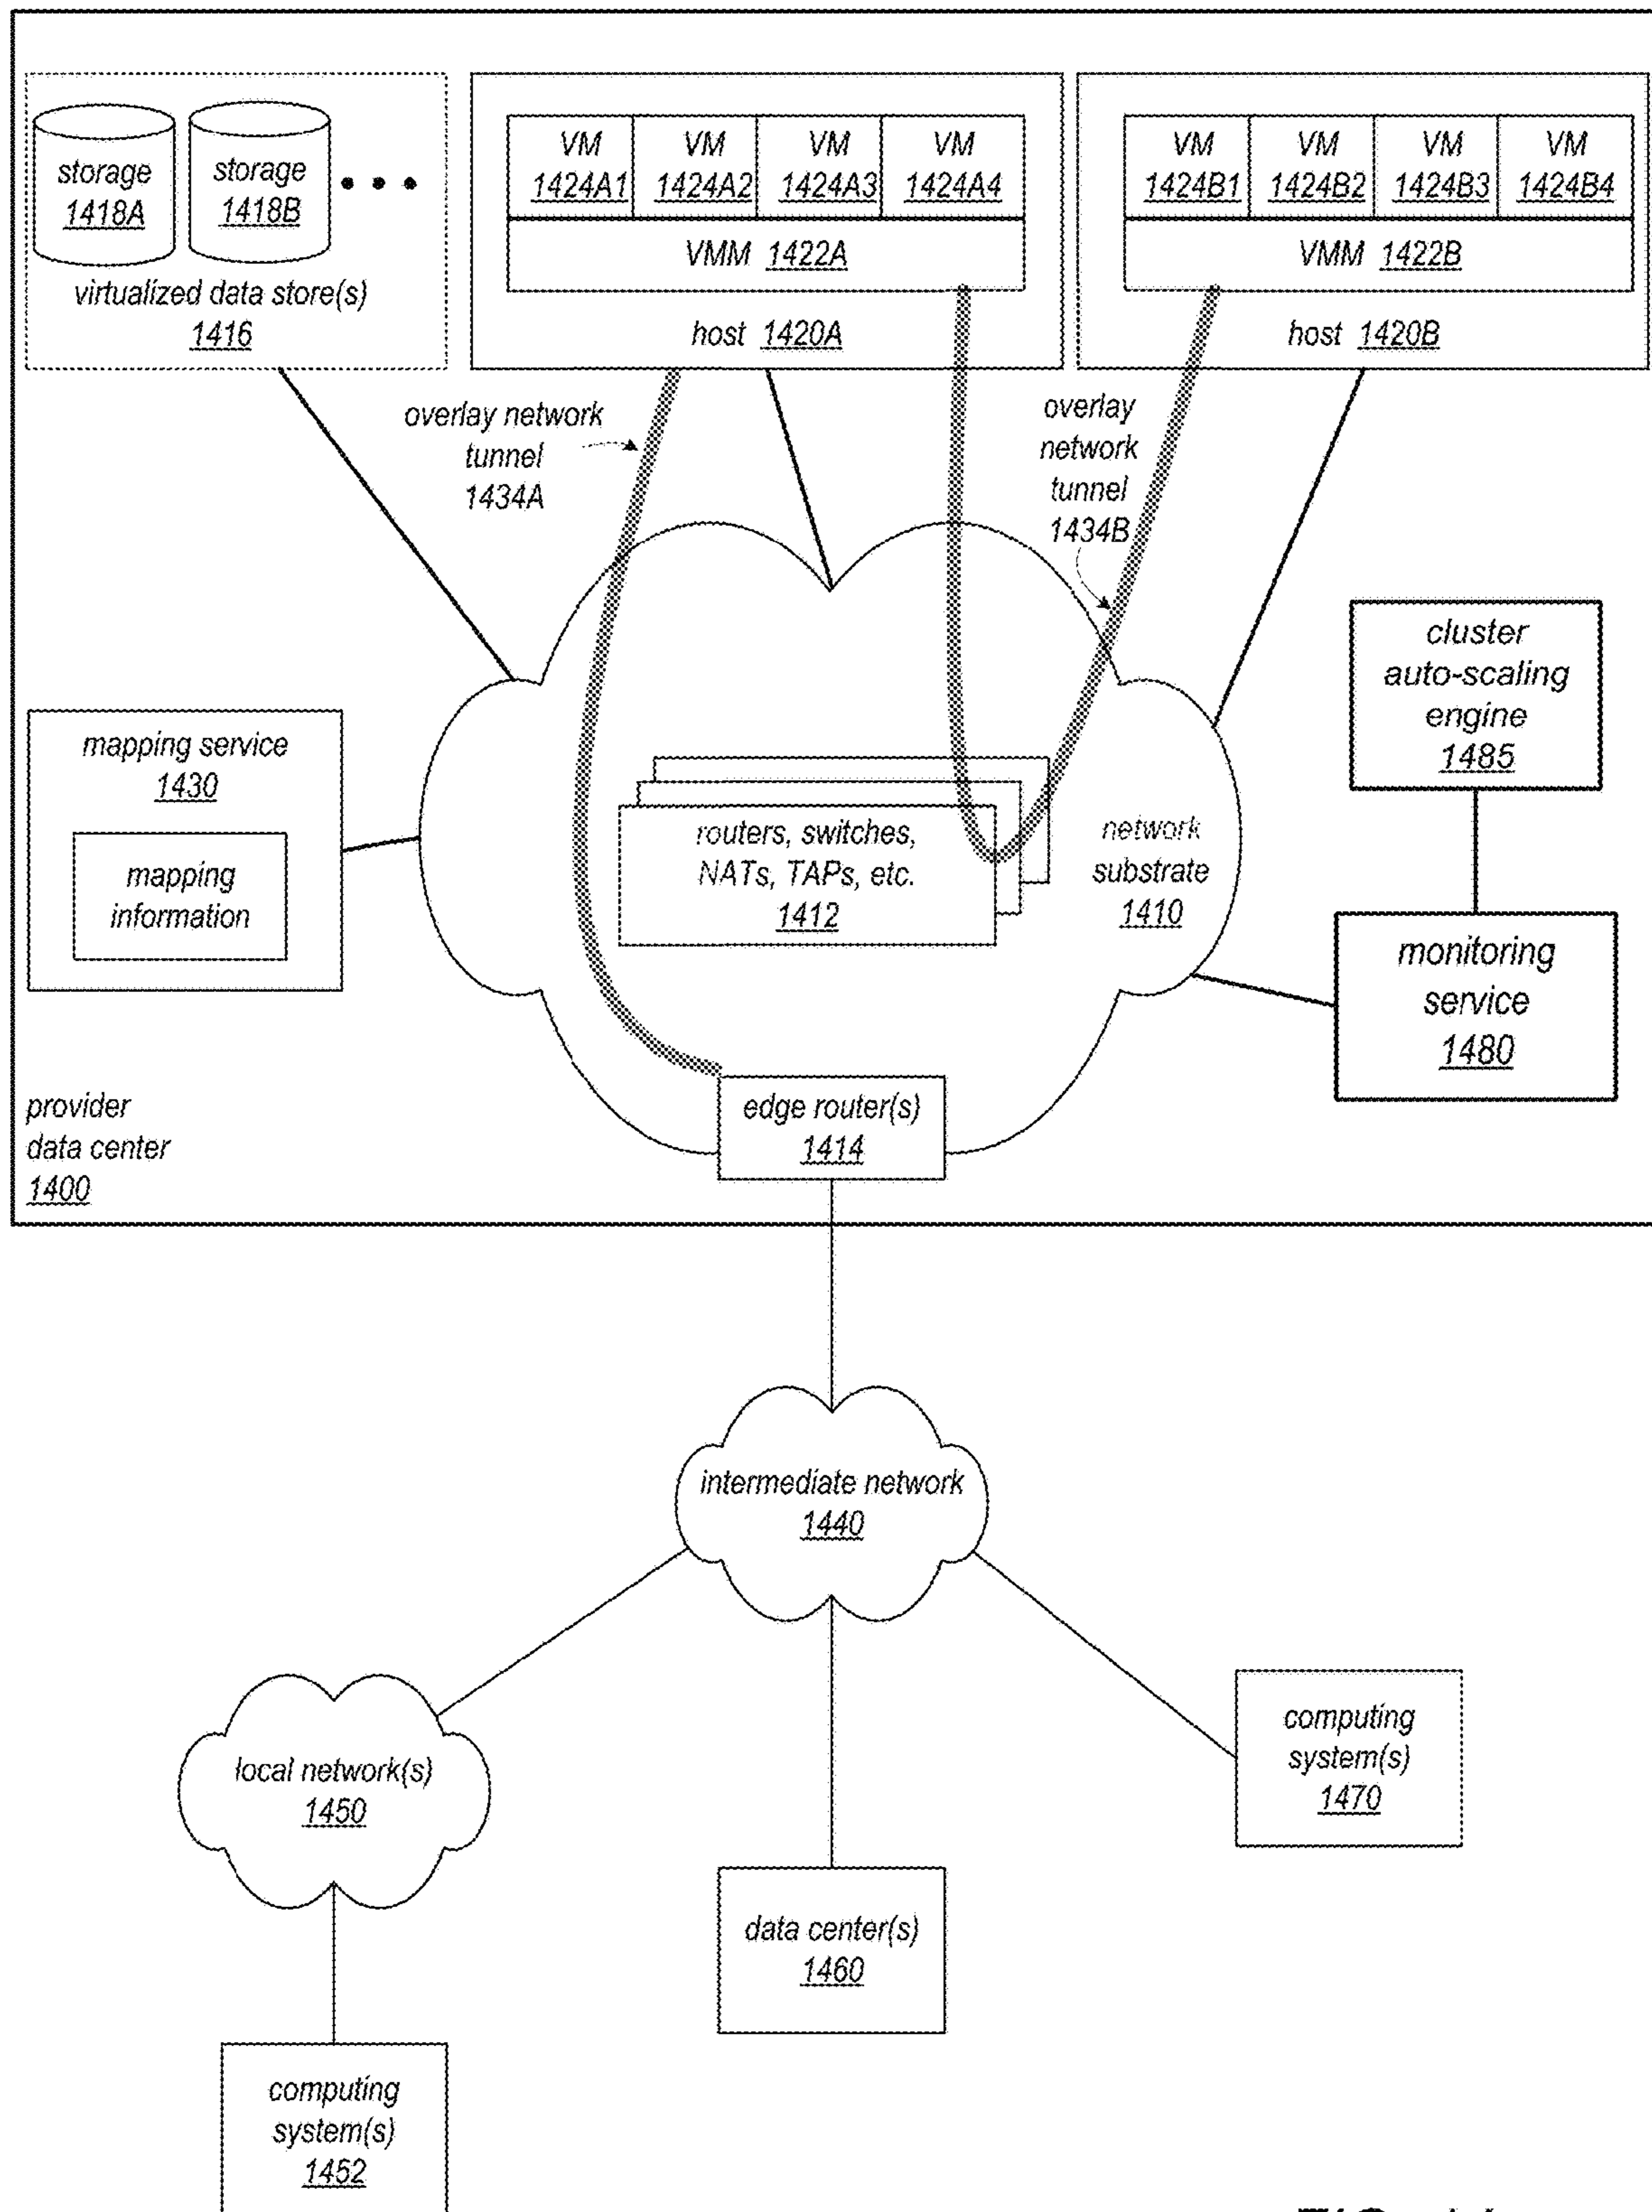 storage
1418A
storage
1418B
virtualized data store(s)
1416
VM
1424A1
VM
1424A2
VM
1424A3
VM
1424A4
VMM 1422A
host 1420A
VM
1424B1
VM
1424B2
VM
1424B3
VM
1424B4
VMM 1422B
host 1420B
overlay network
tunnel
1434A
overlay
network
tunnel
1434B
cluster
auto-scaling
engine
1485
mapping service
1430
mapping
information
routers, switches,
NATs, TAPs, etc.
1412
network
substrate
1410
monitoring
service
1480
edge router(s)
1414
provider
data center
1400
intermediate network
1440
local network(s)
1450
computing
system(s)
1470
data center(s)
1460
computing
system(s)
1452